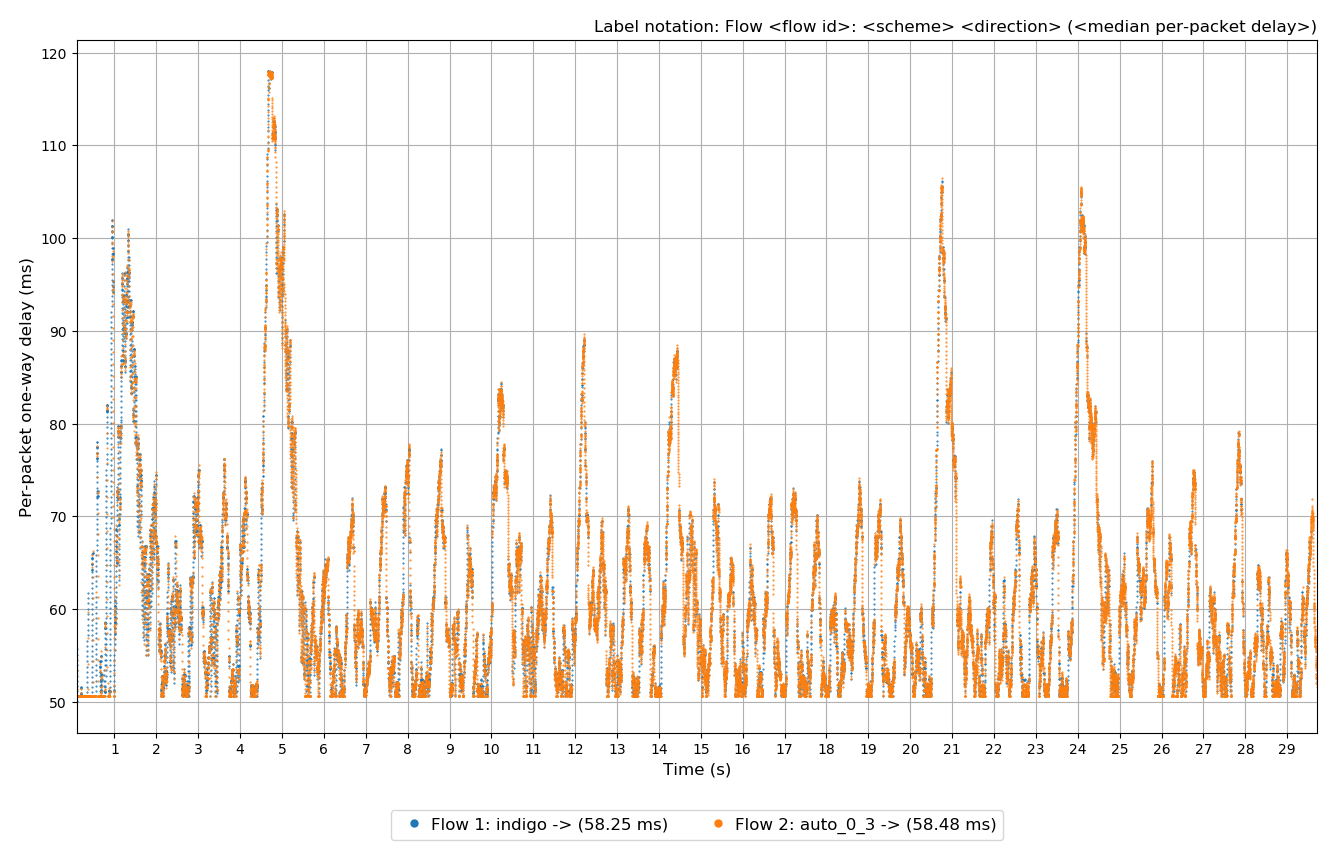 Label notation: Flow <flow id>: <scheme> <direction> (<median per-packet delay>)
120
110
100
90
80
70
60
50
Per-packet one-way delay (ms)
1 2 3 4 5 6 7 8 9 10 11 12 13 14 15 16 17 18 19 20 21 22 23 24 25 26 27 28 29
Time (s)
Flow 1: indigo -> (58.25 ms) Flow 2: auto_0_3 -> (58.48 ms)